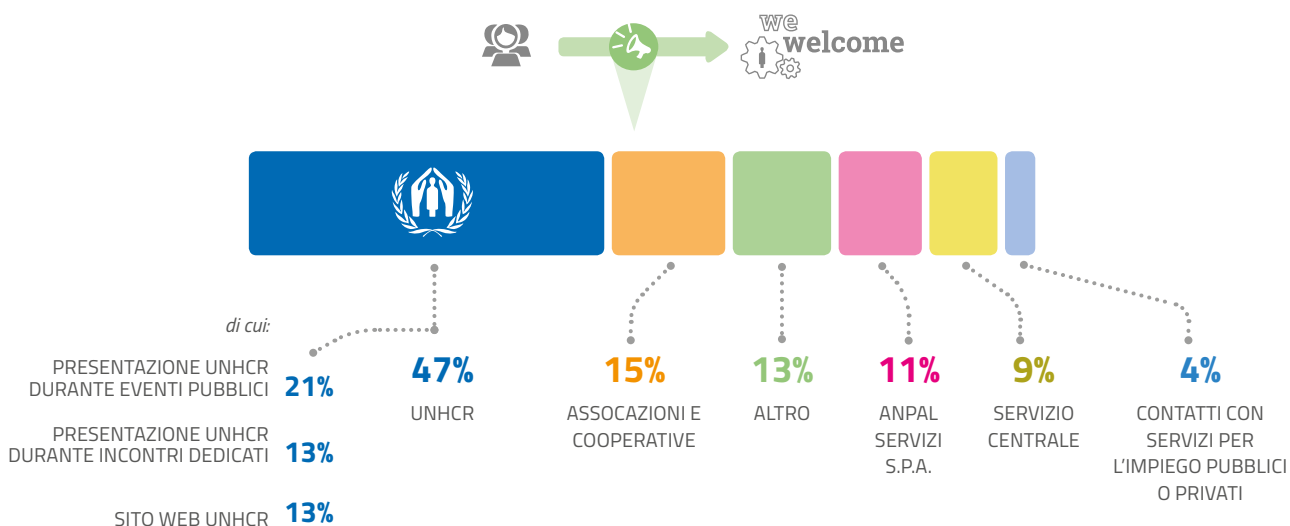 we
welcome
di cui:
PRESENTAZIONE UNHCR
DURANTE EVENTI PUBBLICI
21%
PRESENTAZIONE UNHCR
DURANTE INCONTRI DEDICATI
13%
SITO WEB UNHCR
13%
47%
UNHCR
15%
ASSOCAZIONI E
COOPERATIVE
13%
ALTRO
11%
ANPAL
SERVIZI
S.P.A.
9%
SERVIZIO
CENTRALE
4%
CONTATTI CON
SERVIZI PER
L'IMPIEGO PUBBLICI
O PRIVATI